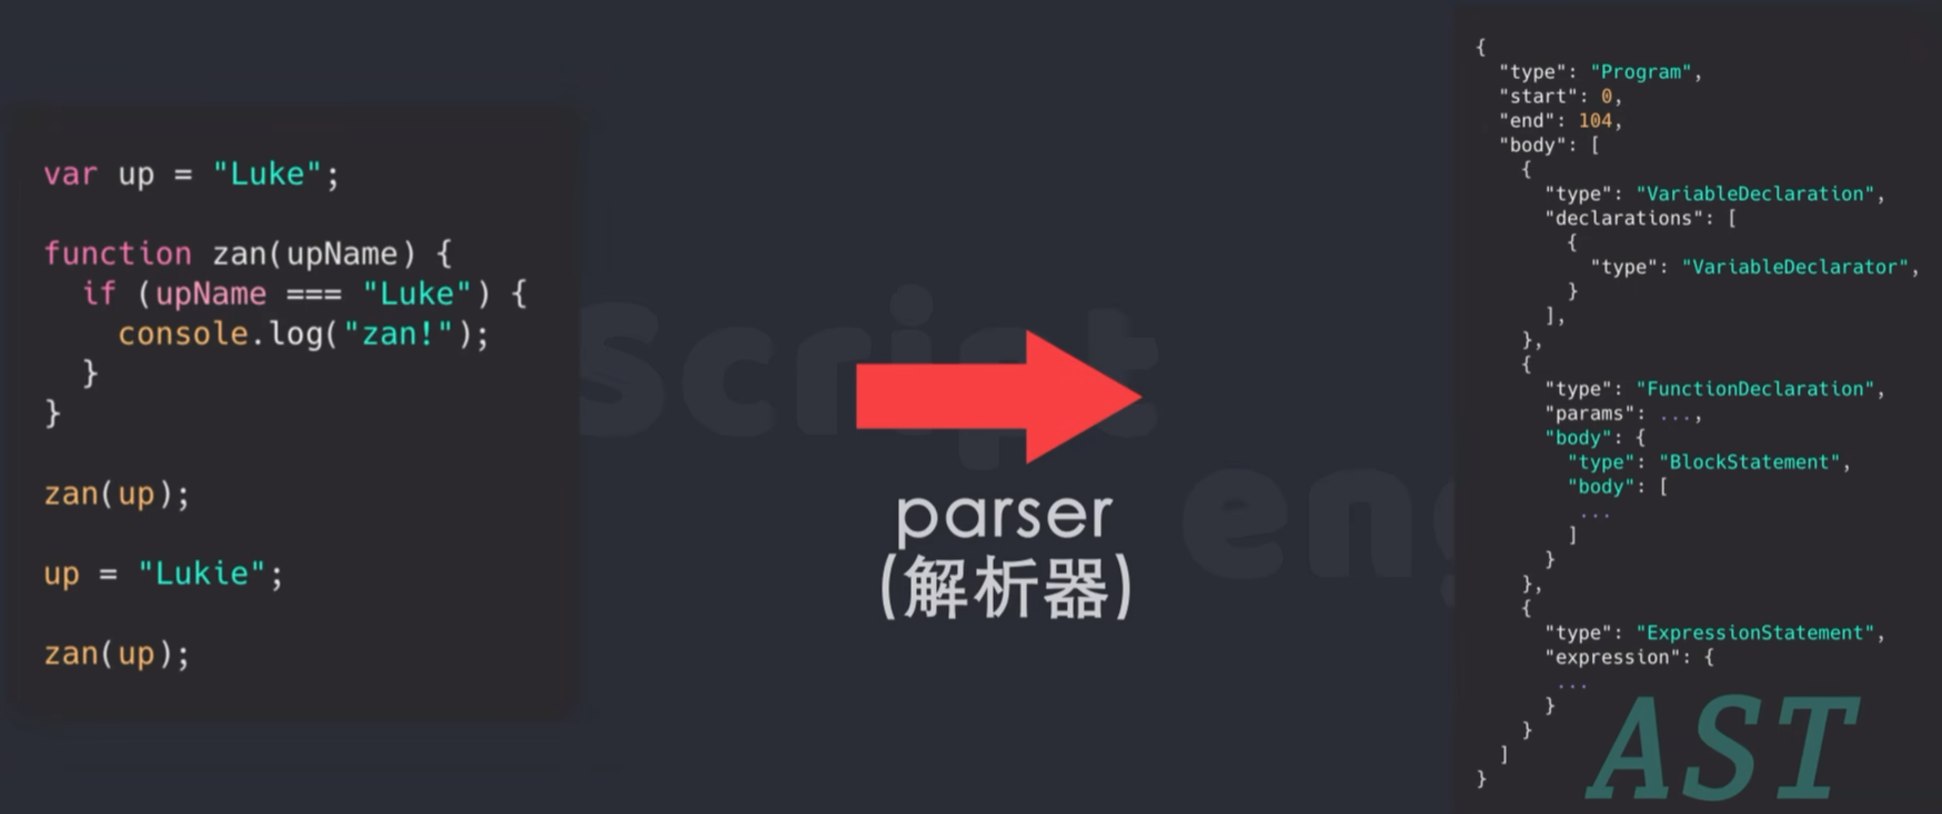 var up = "Luke";
function zan(upName) {
if (upName === "Luke") {
console.log("zan!");
}
}
zan(up);
up = "Lukie";
zan(up);
Script
parser
(解析器)
{
"type": "Program",
"start": 0,
"end": 104,
"body": [
{
"type": "VariableDeclaration",
"declarations": [
{
"type": "VariableDeclarator",
}
],
},
{
"type": "FunctionDeclaration",
"params": ...,
"body": {
"type": "BlockStatement",
"body": [
...
]
}
},
{
"type": "ExpressionStatement",
"expression": {
...
}
}
]
}
AST